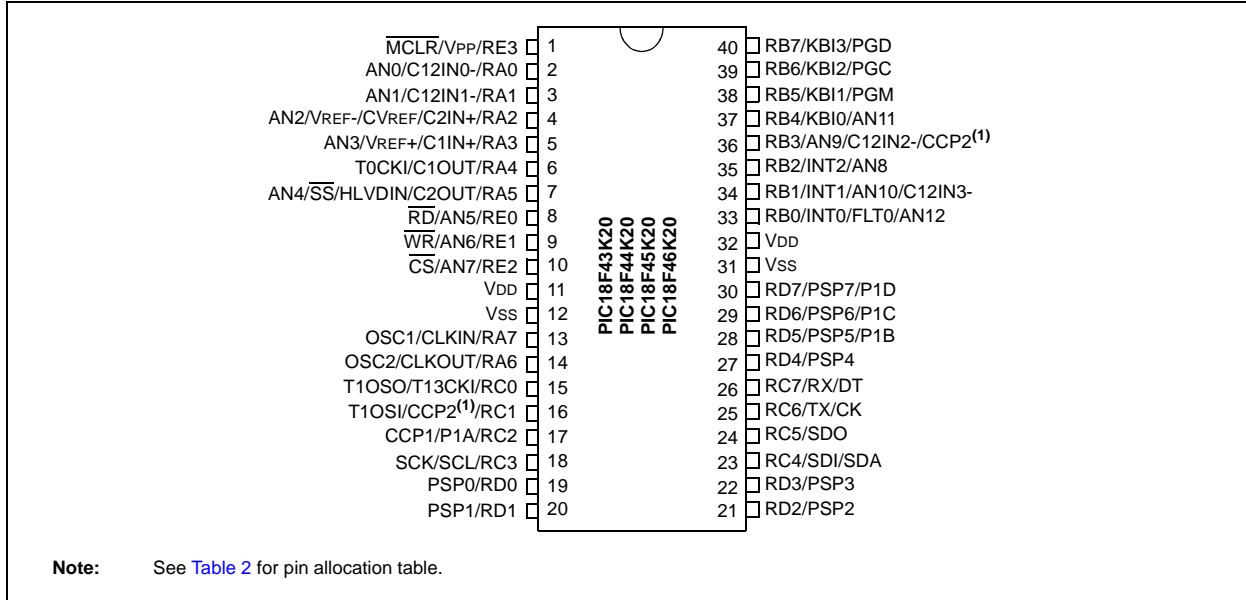 MCLR/VPP/RE3 1 40 RB7/KBI3/PGD
AN0/C12IN0-/RA0 2 39 RB6/KBI2/PGC
AN1/C12IN1-/RA1 3 38 RB5/KBI1/PGM
AN2/VREF-/CVREF/C2IN+/RA2 4 37 RB4/KBI0/AN11
AN3/VREF+/C1IN+/RA3 5 36 RB3/AN9/C12IN2-/CCP2(1)
T0CKI/C1OUT/RA4 6 35 RB2/INT2/AN8
AN4/SS/HLVDIN/C2OUT/RA5 7 34 RB1/INT1/AN10/C12IN3-
RD/AN5/RE0 8 33 RB0/INT0/FLT0/AN12
WR/AN6/RE1 9 32 VDD
CS/AN7/RE2 10 31 VSS
VDD 11 30 RD7/PSP7/P1D
VSS 12 29 RD6/PSP6/P1C
OSC1/CLKIN/RA7 13 28 RD5/PSP5/P1B
OSC2/CLKOUT/RA6 14 27 RD4/PSP4
T1OSO/T13CKI/RC0 15 26 RC7/RX/DT
T1OSI/CCP2(1)/RC1 16 25 RC6/TX/CK
CCP1/P1A/RC2 17 24 RC5/SDO
SCK/SCL/RC3 18 23 RC4/SDI/SDA
PSP0/RD0 19 22 RD3/PSP3
PSP1/RD1 20 21 RD2/PSP2
PIC18F43K20
PIC18F44K20
PIC18F45K20
PIC18F46K20
Note: See Table 2 for pin allocation table.